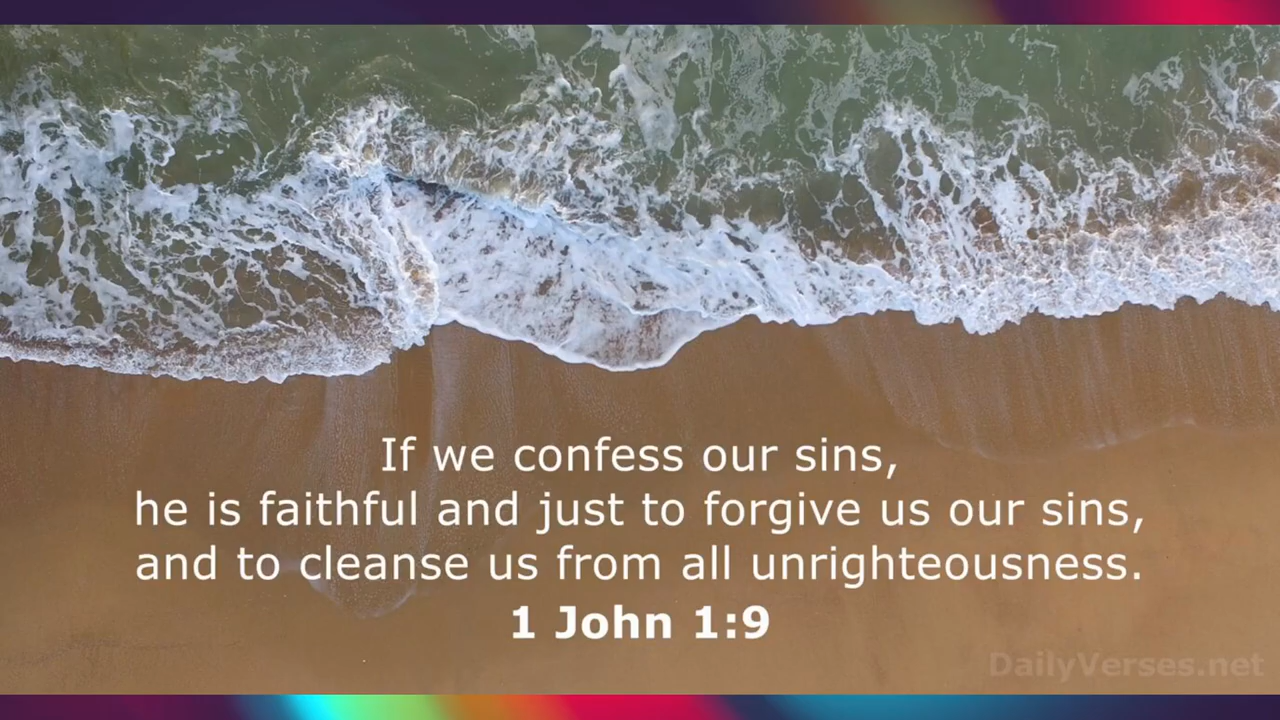 If we confess our sins,
he is faithful and just to forgive us our sins,
and to cleanse us from all unrighteousness.
1 John 1:9
DailyVerses.net